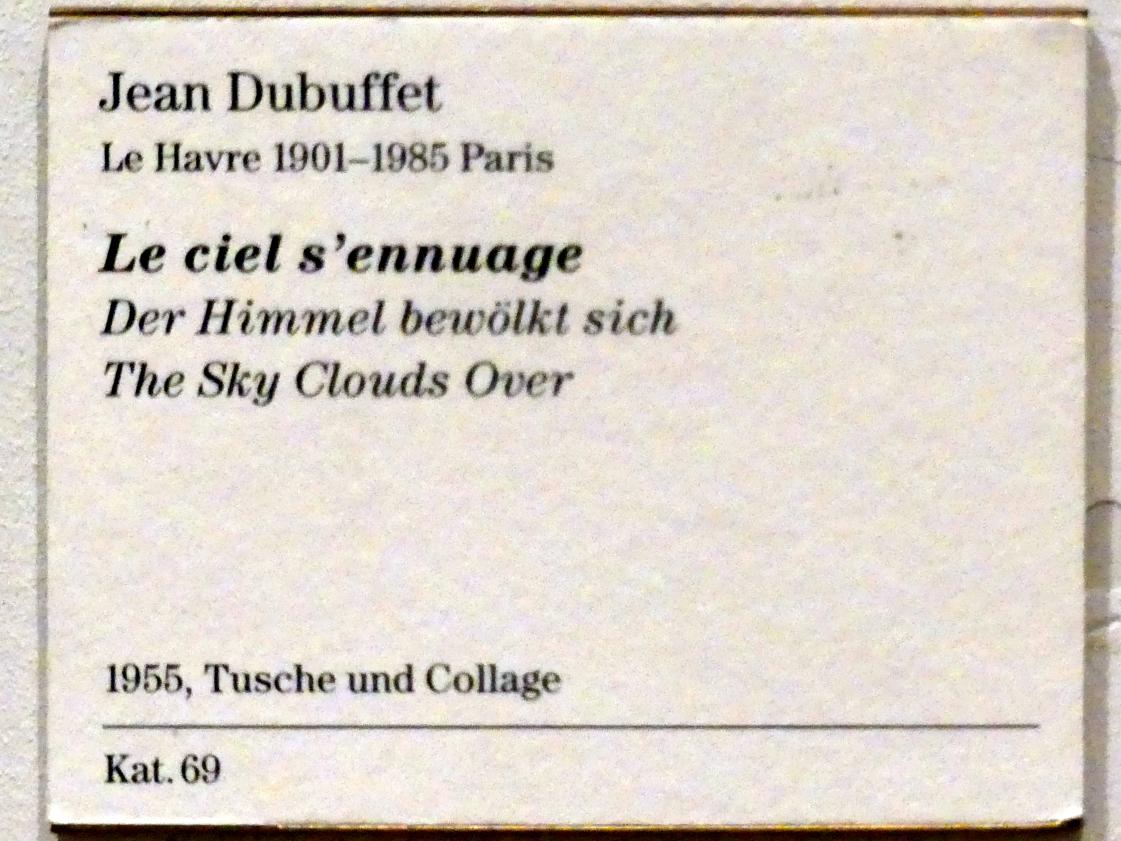 Jean Dubuffet
Le Havre 1901–1985 Paris
Le ciel s'ennuage
Der Himmel bewölkt sich
The Sky Clouds Over
1955, Tusche und Collage
Kat. 69